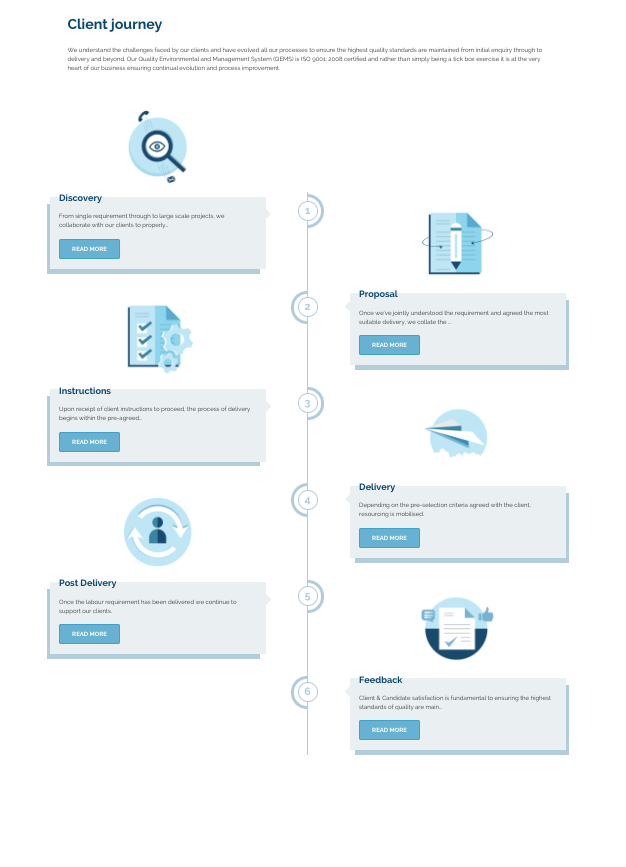 Client journey
We understand the challenges faced by our clients and have evolved all our processes to ensure the highest quality standards are maintained from initial enquiry through to
delivery and beyond. Our Quality Environmental and Management System (QEMS) is ISO 9001: 2008 certified and rather than simply being a tick box exercise it is at the very
heart of our business ensuring continual evolution and process improvement.
Discovery
From single requirement through to large scale projects, we
collaborate with our clients to properly...
READ MORE
1
Proposal
Once we've jointly understood the requirement and agreed the most
suitable delivery, we collate the ...
READ MORE
2
Instructions
Upon receipt of client instructions to proceed, the process of delivery
begins within the pre-agreed...
READ MORE
3
Delivery
Depending on the pre-selection criteria agreed with the client,
resourcing is mobilised.
READ MORE
4
Post Delivery
Once the labour requirement has been delivered we continue to
support our clients.
READ MORE
5
Feedback
Client & Candidate satisfaction is fundamental to ensuring the highest
standards of quality are main...
READ MORE
6